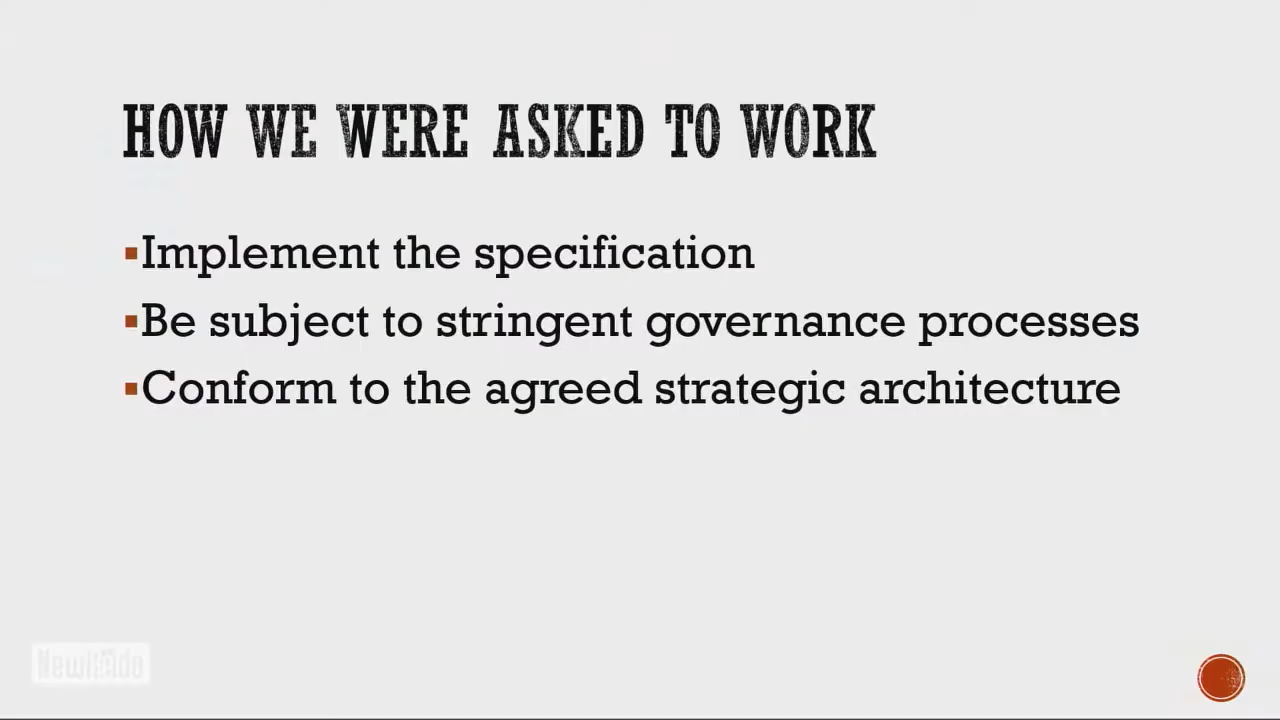 HOW WE WERE ASKED TO WORK
▪Implement the specification
▪Be subject to stringent governance processes
▪Conform to the agreed strategic architecture